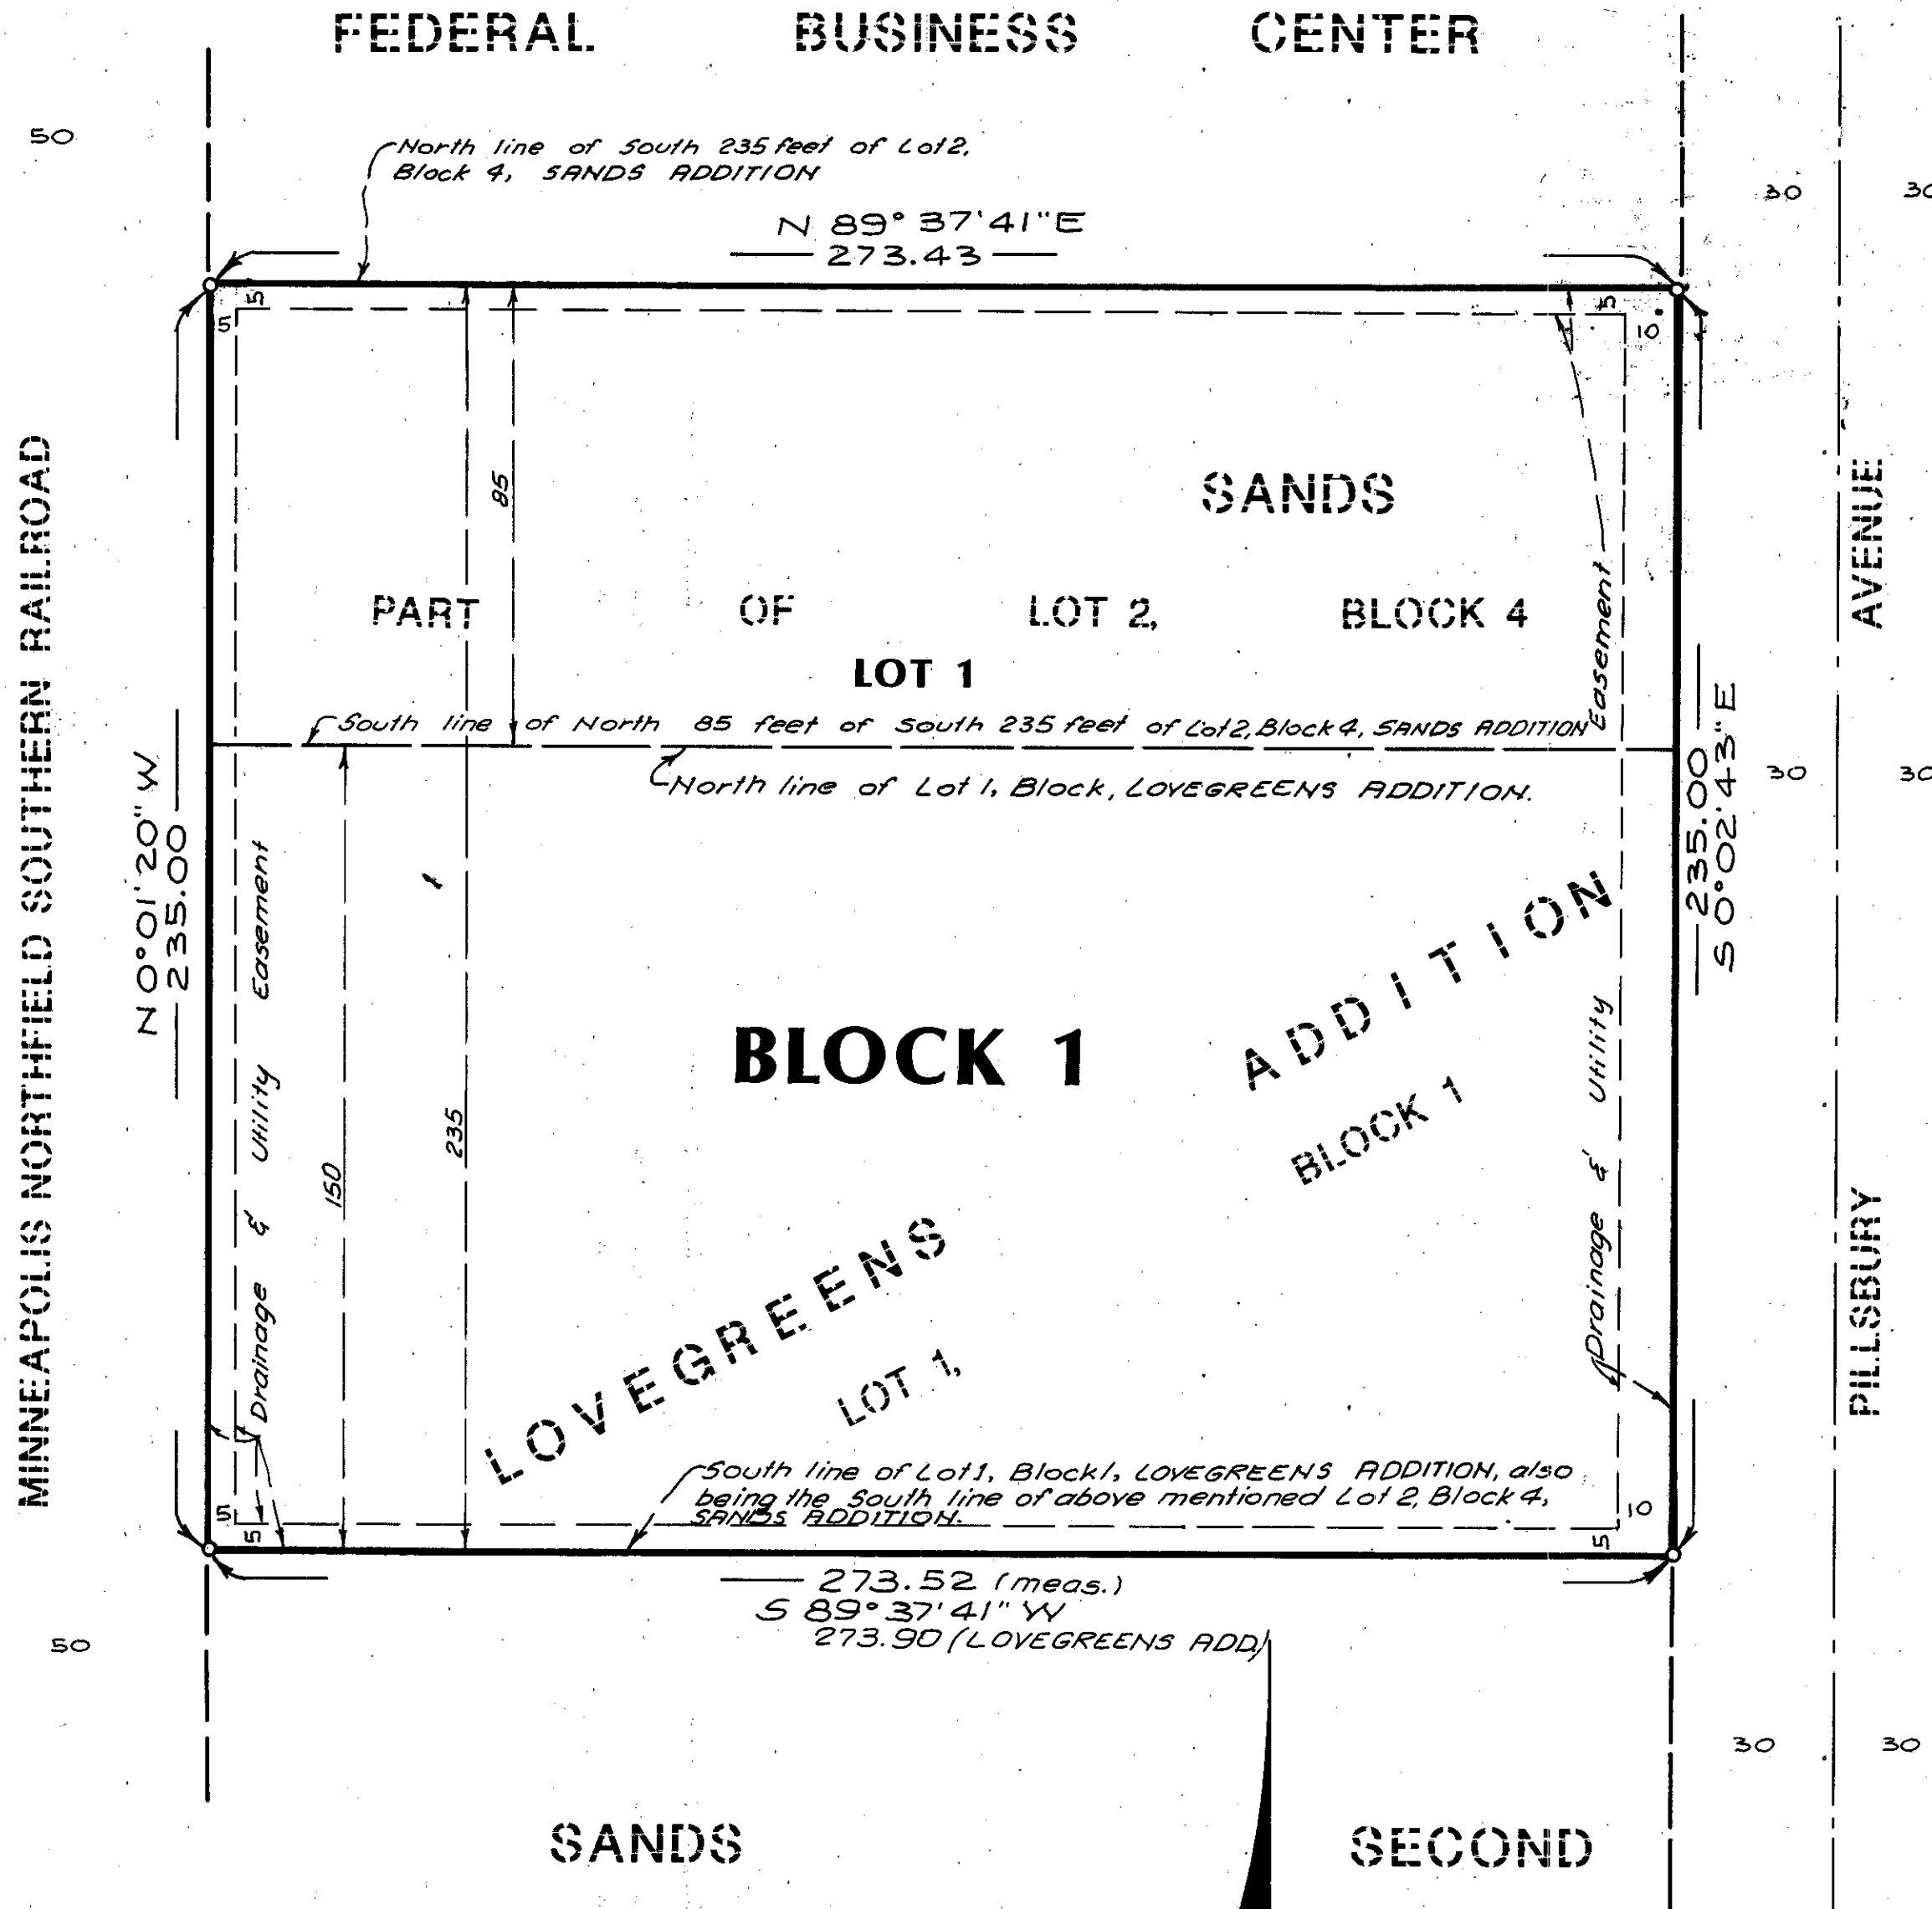 FEDERAL BUSINESS CENTER
50
North line of South 235 feet of Lot 2,
Block 4, SANDS ADDITION
30
30
N 89° 37' 41" E
273.43
5
5
5
10
85
SANDS
MINNEAPOLIS NORTHFIELD SOUTHERN RAILROAD
AVENUE
PART OF LOT 2, BLOCK 4
LOT 1
Easement
South line of North 85 feet of South 235 feet of Lot 2, Block 4, SANDS ADDITION
North line of Lot 1, Block, LOVEGREENS ADDITION.
30
30
N 0° 01' 20" W
235.00
235.00
S 0° 02' 43" E
Drainage & Utility Easement
150
235
BLOCK 1
LOVEGREENS ADDITION
LOT 1, BLOCK 1
Drainage & Utility
PILLSBURY
South line of Lot 1, Block 1, LOVEGREENS ADDITION, also
being the South line of above mentioned Lot 2, Block 4,
SANDS ADDITION.
5
5
5
10
273.52 (meas.)
S 89° 37' 41" W
273.90 (LOVEGREENS ADD.)
50
30
30
SANDS SECOND